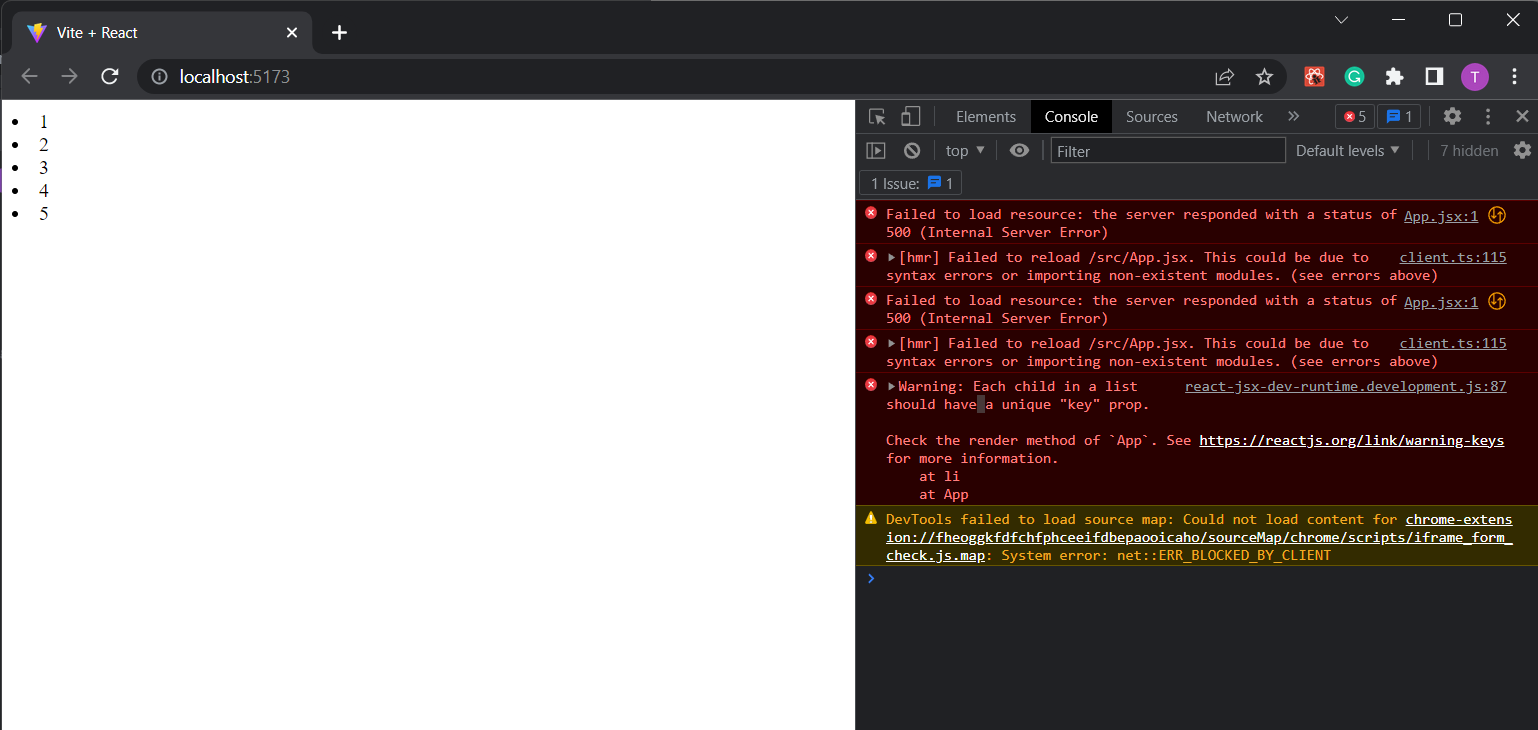 Vite + React
localhost:5173
T
1
2
3
4
5
Elements Console Sources Network » 5 1
top Filter Default levels 7 hidden
1 Issue: 1
Failed to load resource: the server responded with a status of App.jsx:1
500 (Internal Server Error)
[hmr] Failed to reload /src/App.jsx. This could be due to client.ts:115
syntax errors or importing non-existent modules. (see errors above)
Failed to load resource: the server responded with a status of App.jsx:1
500 (Internal Server Error)
[hmr] Failed to reload /src/App.jsx. This could be due to client.ts:115
syntax errors or importing non-existent modules. (see errors above)
Warning: Each child in a list react-jsx-dev-runtime.development.js:87
should have a unique "key" prop.
Check the render method of `App`. See https://reactjs.org/link/warning-keys
for more information.
at li
at App
DevTools failed to load source map: Could not load content for chrome-extens
ion://fheoggkfdfchfphceeifdbepaooicaho/sourceMap/chrome/scripts/iframe_form_
check.js.map: System error: net::ERR_BLOCKED_BY_CLIENT